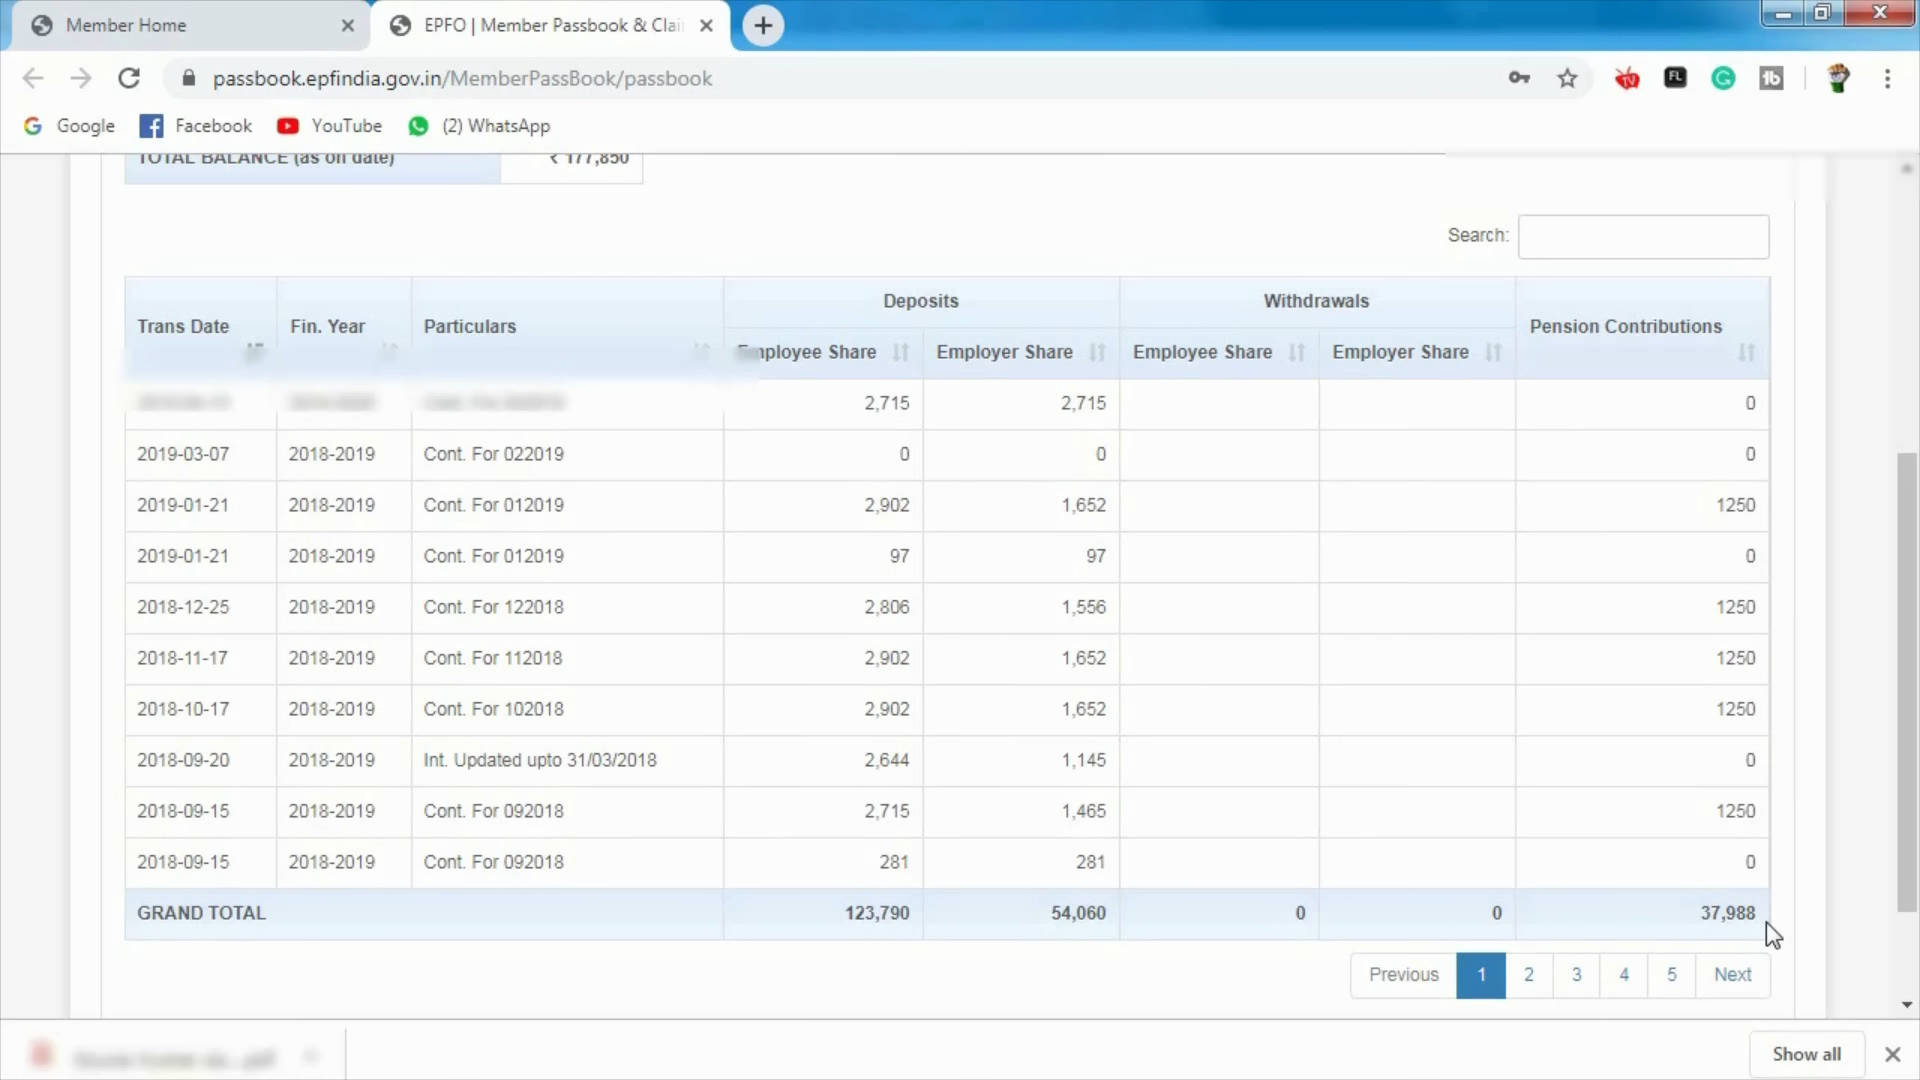 Member Home
EPFO | Member Passbook & Clai
passbook.epfindia.gov.in/MemberPassBook/passbook
Google Facebook YouTube (2) WhatsApp
TOTAL BALANCE (as on date) ₹ 177,850
Search:
Trans Date Fin. Year Particulars Deposits Withdrawals Pension Contributions
Employee Share Employer Share Employee Share Employer Share
2,715 2,715 0
2019-03-07 2018-2019 Cont. For 022019 0 0 0
2019-01-21 2018-2019 Cont. For 012019 2,902 1,652 1250
2019-01-21 2018-2019 Cont. For 012019 97 97 0
2018-12-25 2018-2019 Cont. For 122018 2,806 1,556 1250
2018-11-17 2018-2019 Cont. For 112018 2,902 1,652 1250
2018-10-17 2018-2019 Cont. For 102018 2,902 1,652 1250
2018-09-20 2018-2019 Int. Updated upto 31/03/2018 2,644 1,145 0
2018-09-15 2018-2019 Cont. For 092018 2,715 1,465 1250
2018-09-15 2018-2019 Cont. For 092018 281 281 0
GRAND TOTAL 123,790 54,060 0 0 37,988
Previous 1 2 3 4 5 Next
Show all